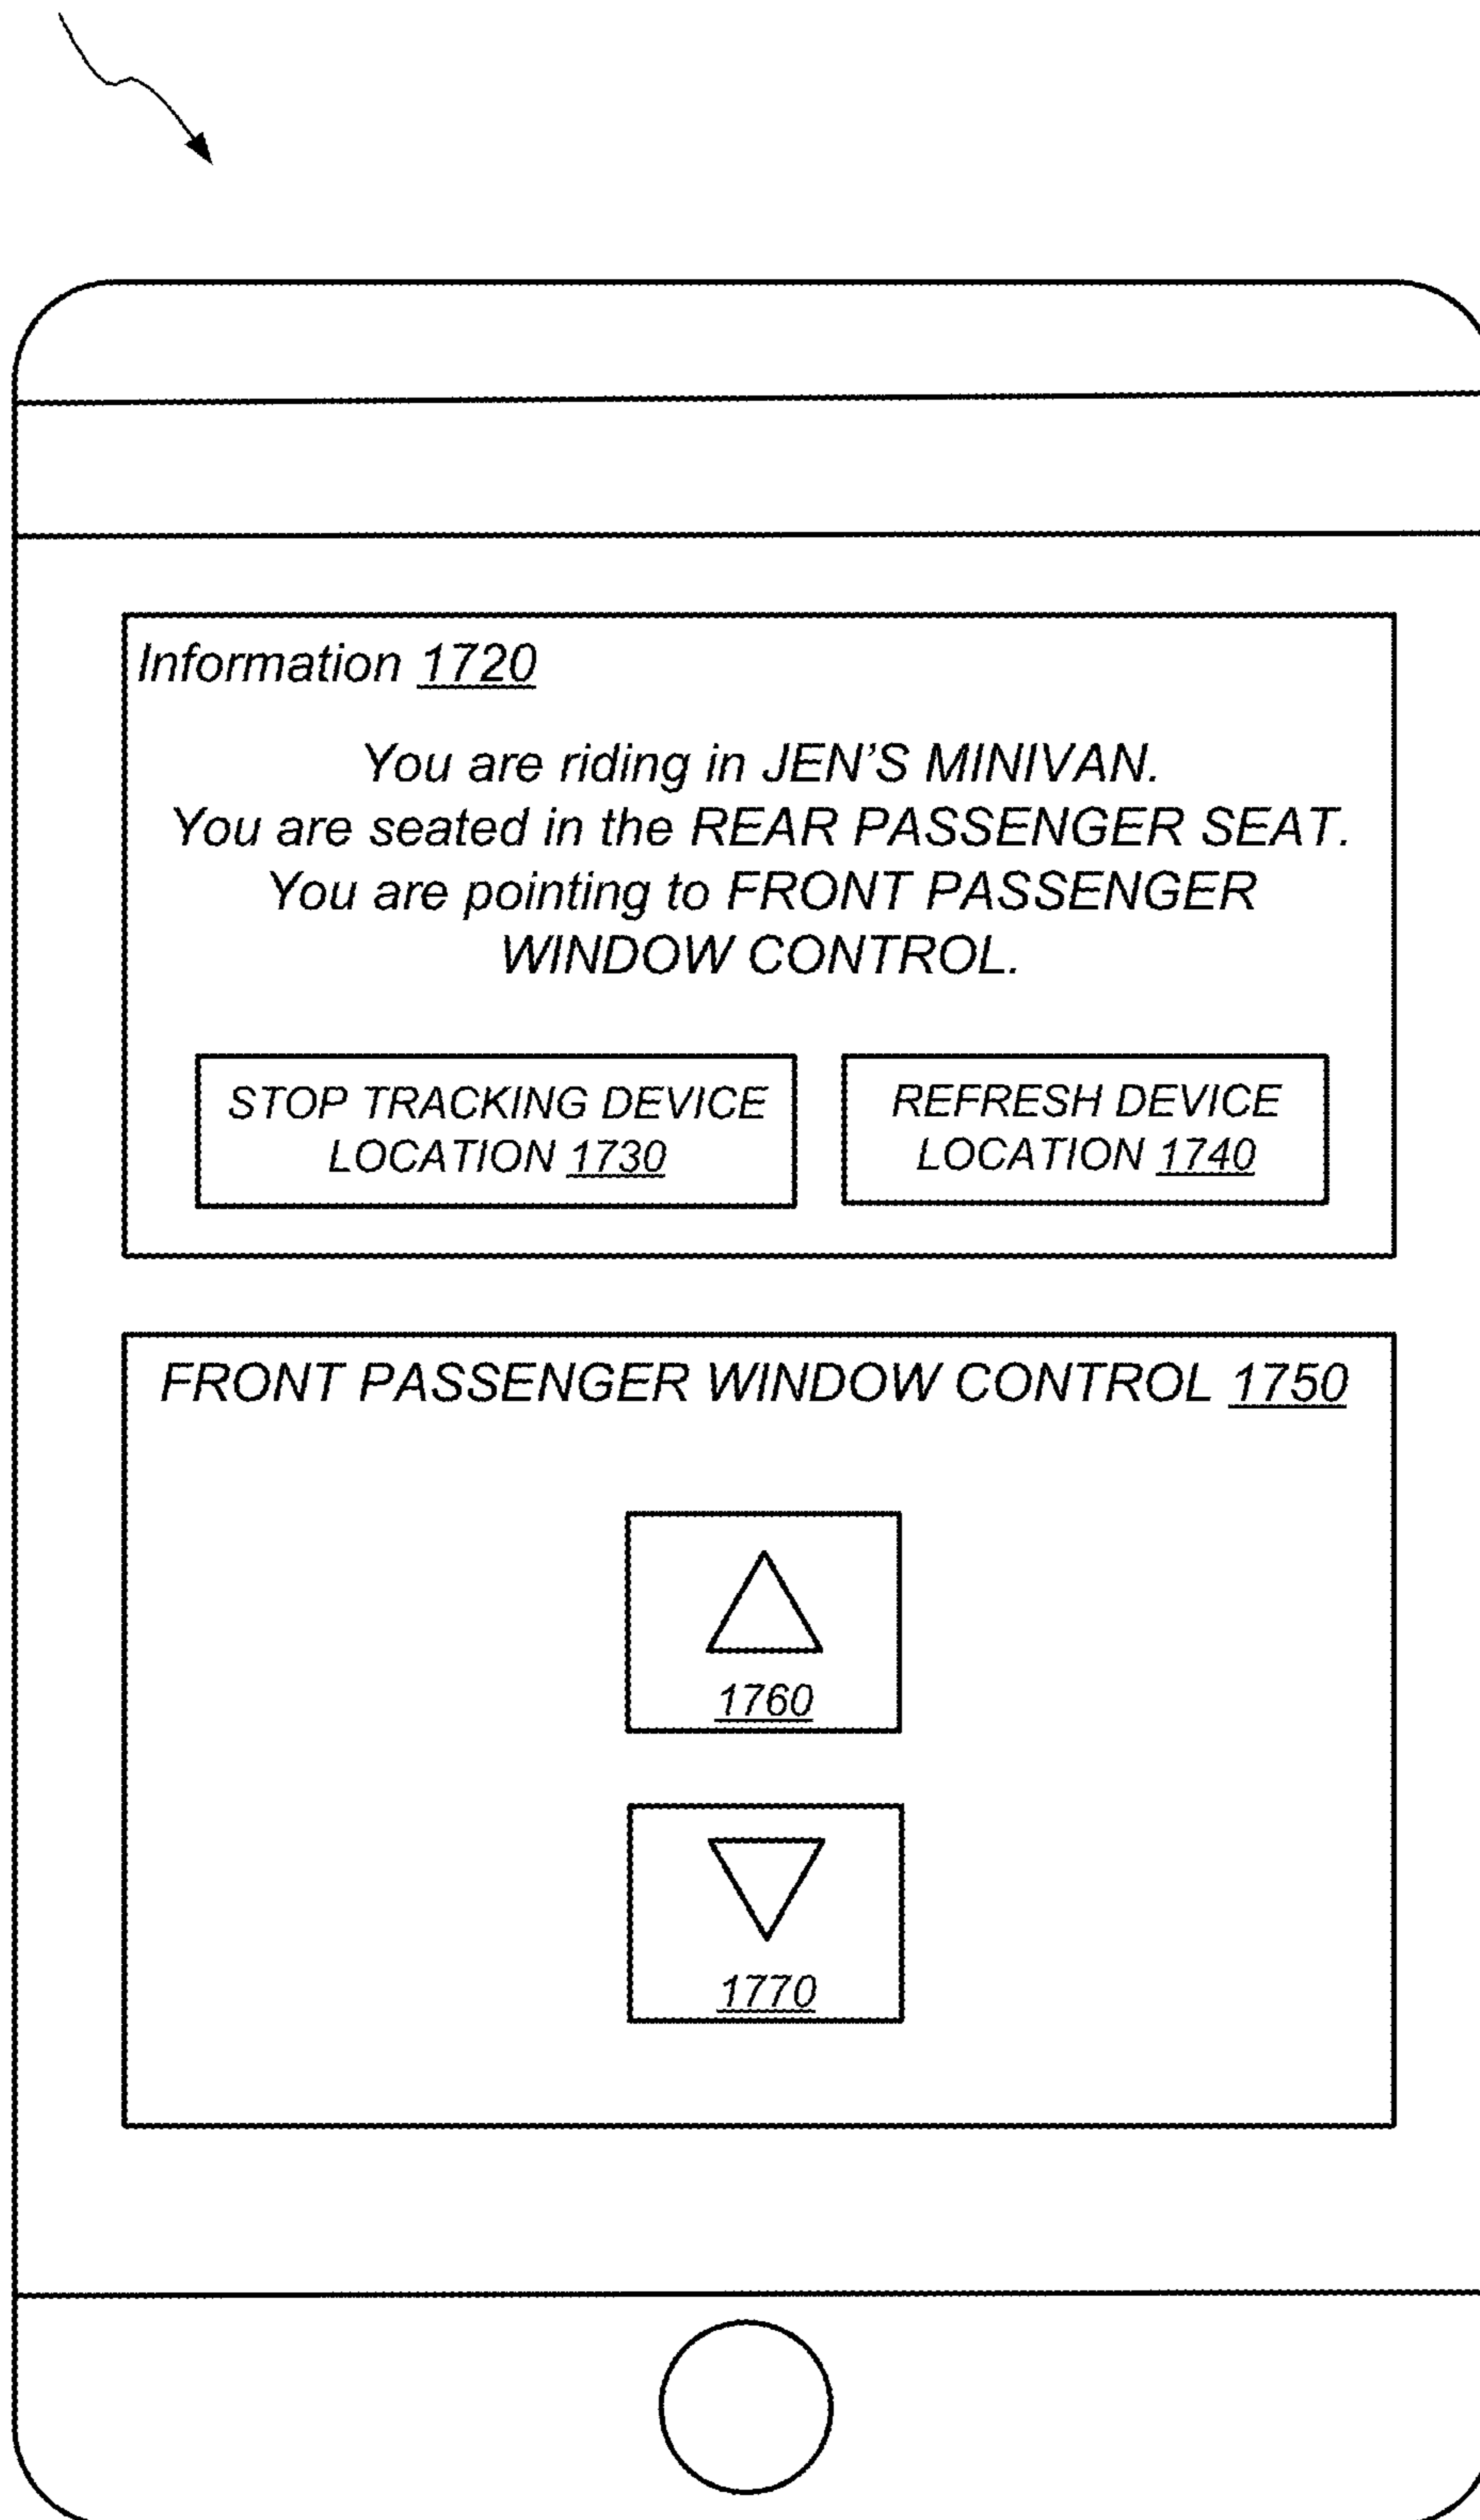 Information 1720
You are riding in JEN'S MINIVAN.
You are seated in the REAR PASSENGER SEAT.
You are pointing to FRONT PASSENGER
WINDOW CONTROL.
STOP TRACKING DEVICE
LOCATION 1730
REFRESH DEVICE
LOCATION 1740
FRONT PASSENGER WINDOW CONTROL 1750
1760
1770